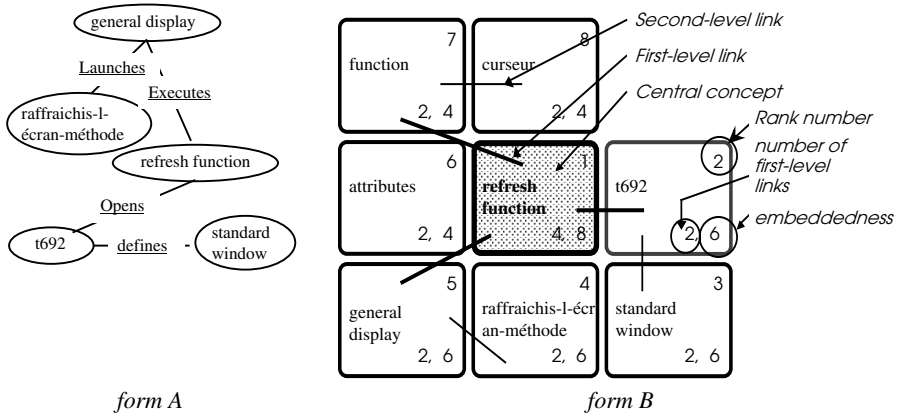 general display
Launches
Executes
raffraichis-l-
écran-méthode
refresh function
Opens
t692
defines
standard
window
form A
7
function
2, 4
8
curseur
2, 4
6
attributes
2, 4
1
refresh
function
4, 8
2
t692
2, 6
5
general
display
2, 6
4
raffraichis-l-écr
an-méthode
2, 6
3
standard
window
2, 6
Second-level link
First-level link
Central concept
Rank number
number of
first-level
links
embeddedness
form B